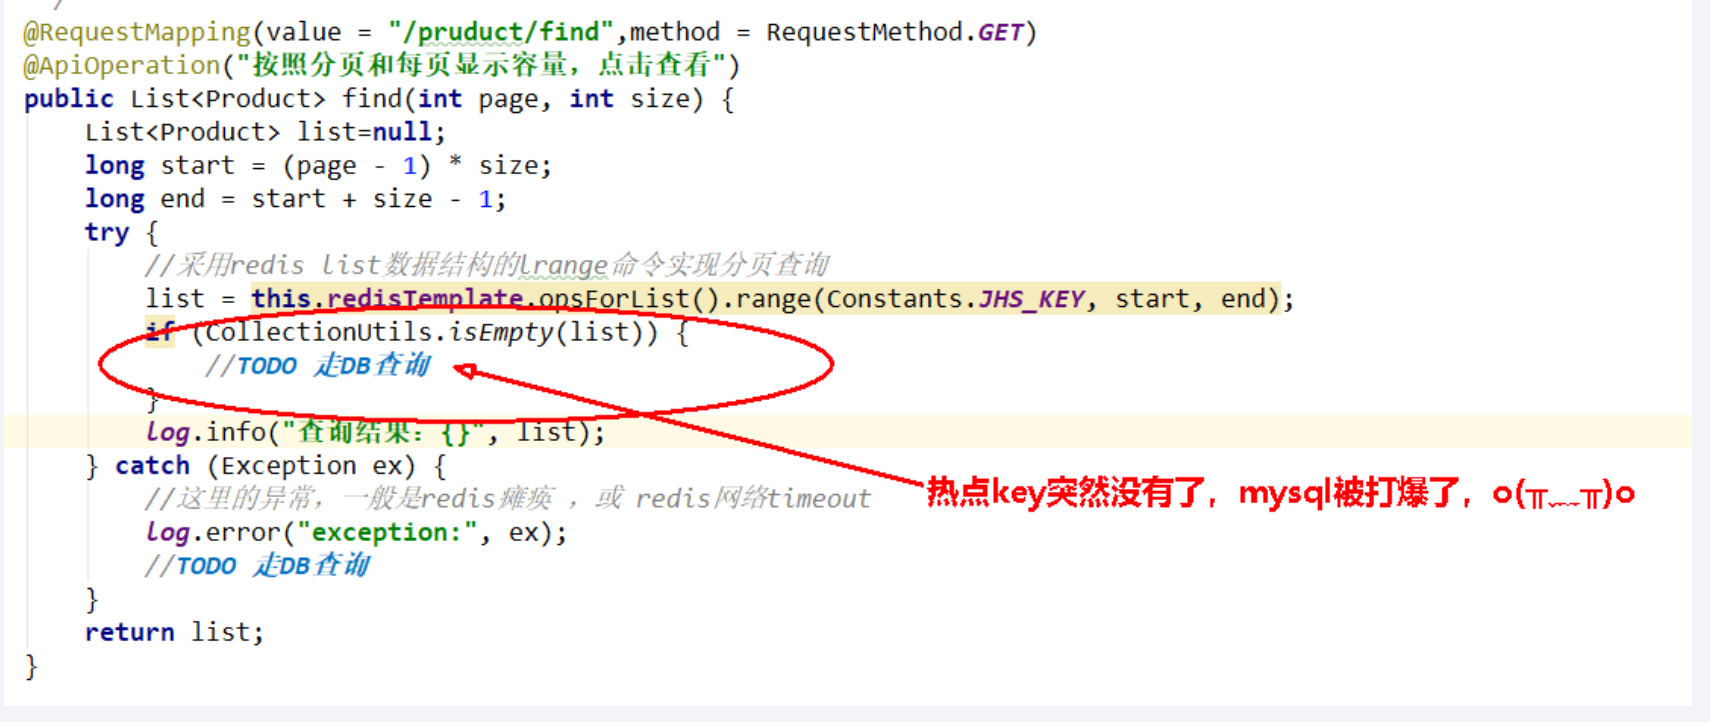 /
@RequestMapping(value = "/pruduct/find",method = RequestMethod.GET)
@ApiOperation("按照分页和每页显示容量，点击查看")
public List<Product> find(int page, int size) {
List<Product> list=null;
long start = (page - 1) * size;
long end = start + size - 1;
try {
//采用redis list数据结构的lrange命令实现分页查询
list = this.redisTemplate.opsForList().range(Constants.JHS_KEY, start, end);
if (CollectionUtils.isEmpty(list)) {
//TODO 走DB查询
}
log.info("查询结果：{}", list);
} catch (Exception ex) {
//这里的异常，一般是redis瘫痪 ，或 redis网络timeout
热点key突然没有了，mysql被打爆了，o(╥﹏╥)o
log.error("exception:", ex);
//TODO 走DB查询
}
return list;
}